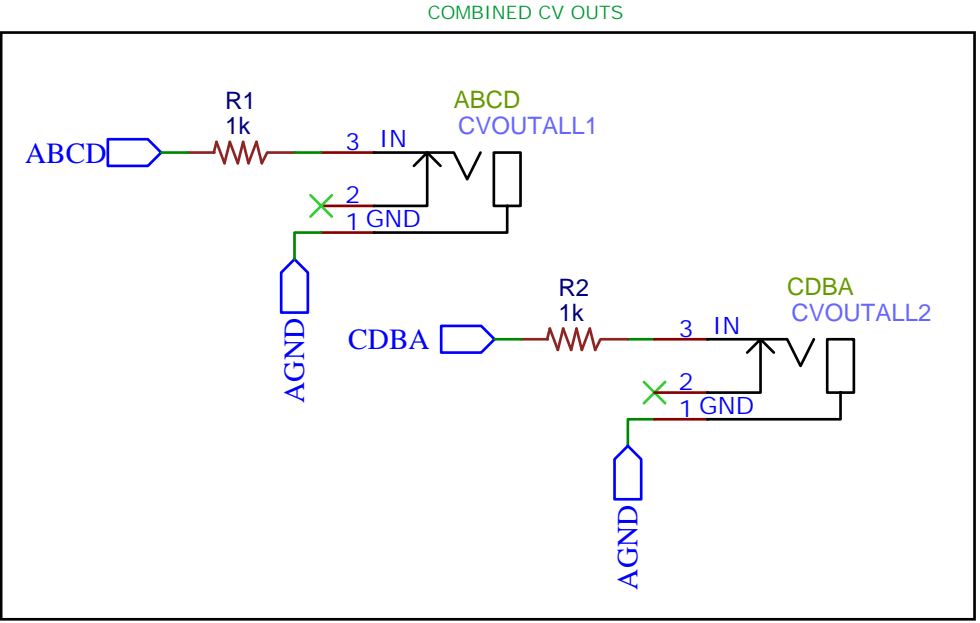 COMBINED CV OUTS
R1
1k
ABCD
3 IN
2
1 GND
ABCD
CVOUTALL1
AGND
R2
1k
CDBA
3 IN
2
1 GND
CDBA
CVOUTALL2
AGND